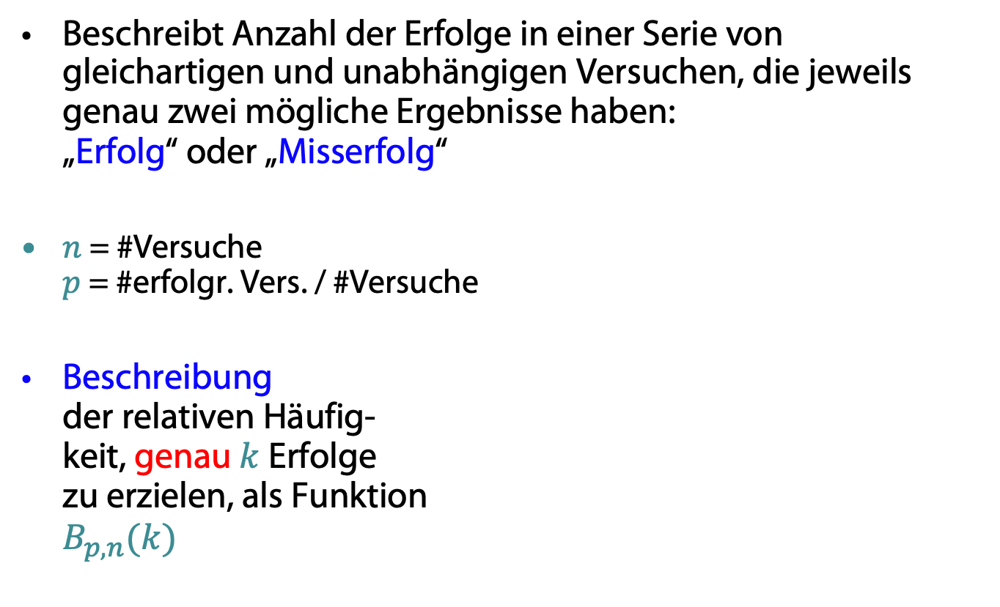 • Beschreibt Anzahl der Erfolge in einer Serie von
gleichartigen und unabhängigen Versuchen, die jeweils
genau zwei mögliche Ergebnisse haben:
„Erfolg“ oder „Misserfolg“
• n = #Versuche
p = #erfolgr. Vers. / #Versuche
• Beschreibung
der relativen Häufig-
keit, genau k Erfolge
zu erzielen, als Funktion
B_{p,n}(k)